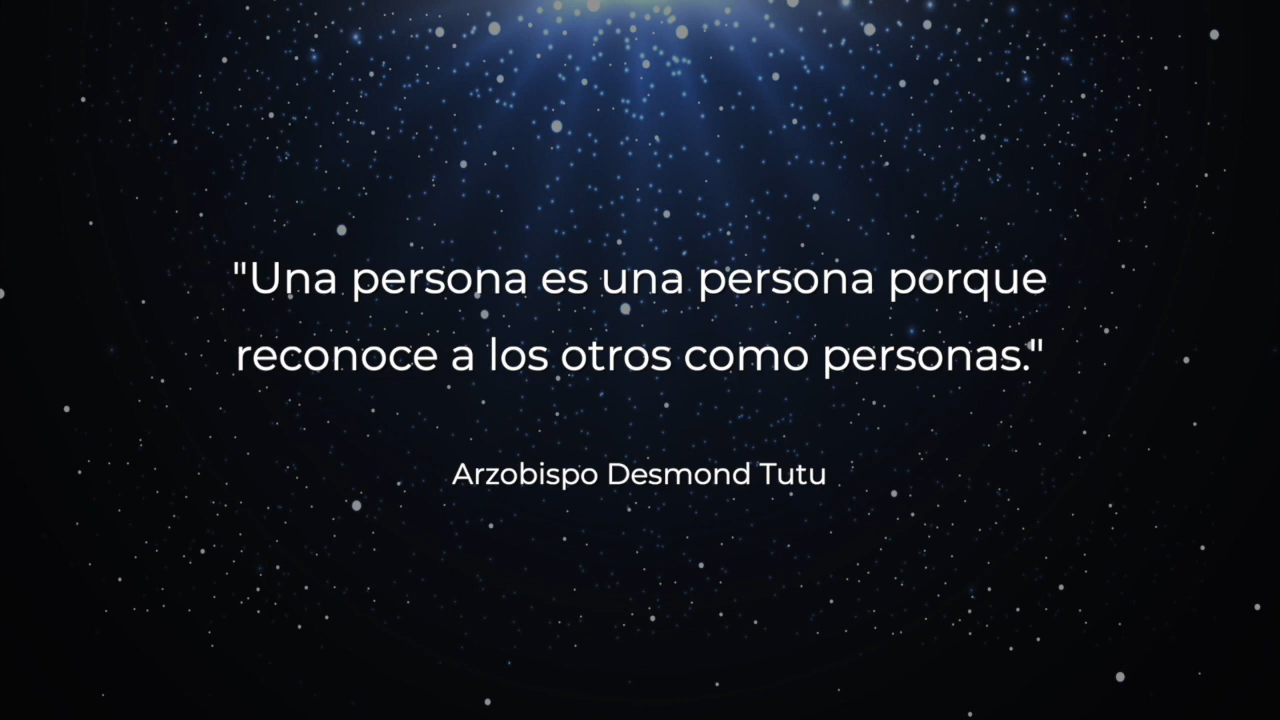 "Una persona es una persona porque
reconoce a los otros como personas."
Arzobispo Desmond Tutu